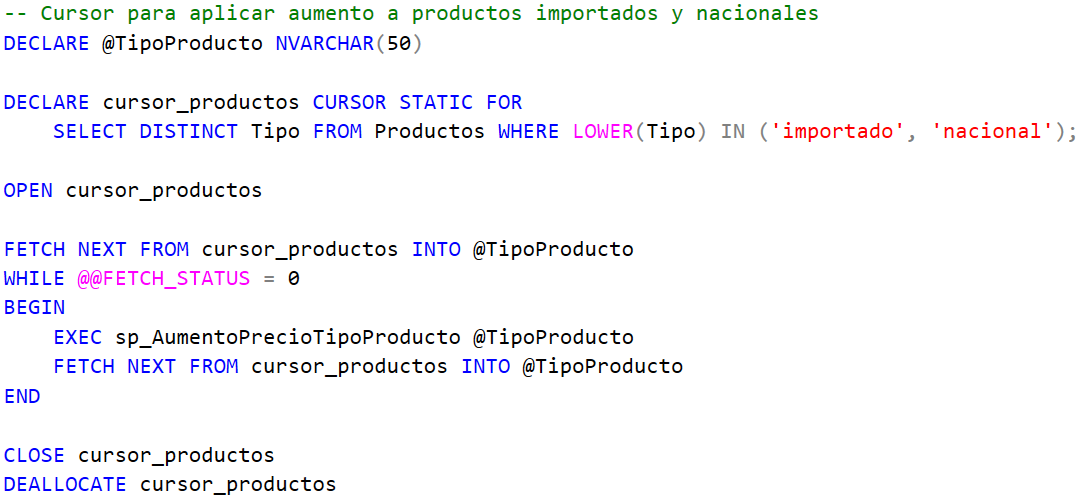 -- Cursor para aplicar aumento a productos importados y nacionales
DECLARE @TipoProducto NVARCHAR(50)
DECLARE cursor_productos CURSOR STATIC FOR
SELECT DISTINCT Tipo FROM Productos WHERE LOWER(Tipo) IN ('importado', 'nacional');
OPEN cursor_productos
FETCH NEXT FROM cursor_productos INTO @TipoProducto
WHILE @@FETCH_STATUS = 0
BEGIN
EXEC sp_AumentoPrecioTipoProducto @TipoProducto
FETCH NEXT FROM cursor_productos INTO @TipoProducto
END
CLOSE cursor_productos
DEALLOCATE cursor_productos